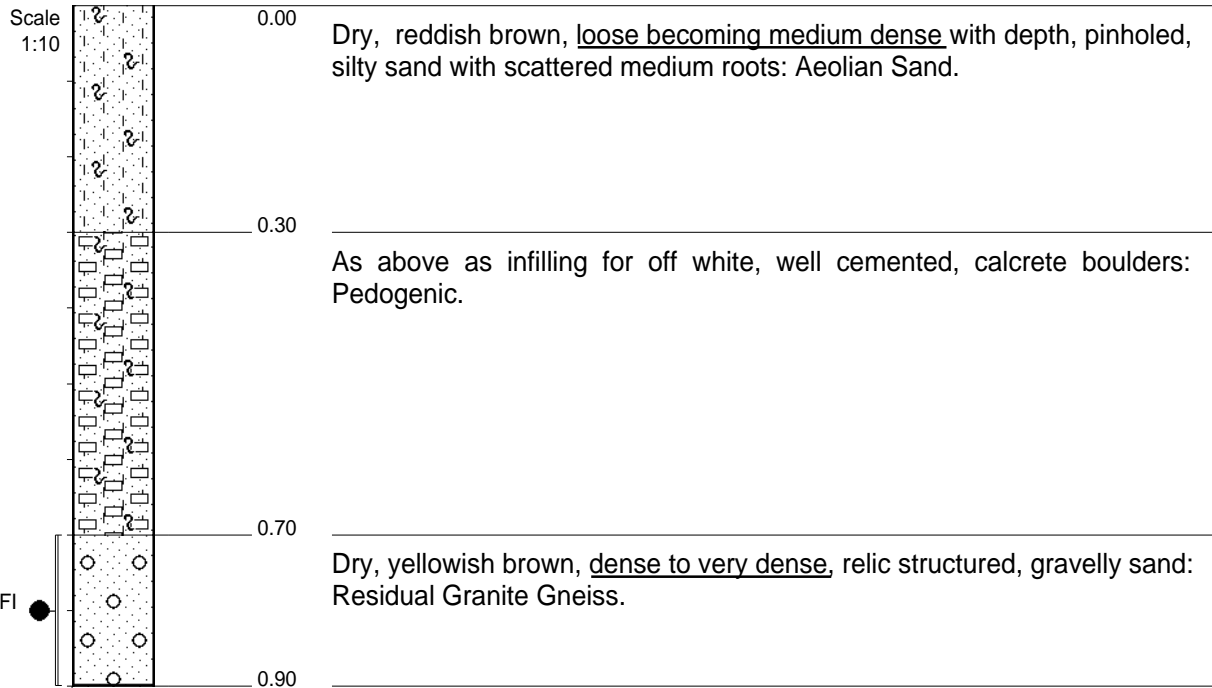 Scale
1:10
0.00
Dry, reddish brown, loose becoming medium dense with depth, pinholed,
silty sand with scattered medium roots: Aeolian Sand.
0.30
As above as infilling for off white, well cemented, calcrete boulders:
Pedogenic.
0.70
Dry, yellowish brown, dense to very dense, relic structured, gravelly sand:
Residual Granite Gneiss.
FI
0.90